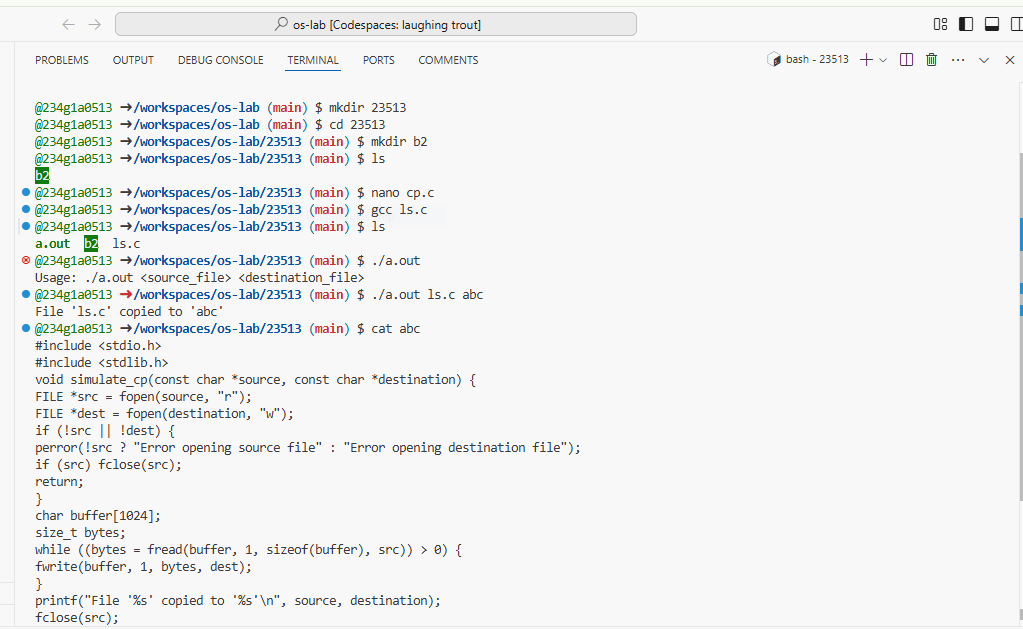 os-lab [Codespaces: laughing trout]
PROBLEMS OUTPUT DEBUG CONSOLE TERMINAL PORTS COMMENTS bash - 23513
@234g1a0513 ➜/workspaces/os-lab (main) $ mkdir 23513
@234g1a0513 ➜/workspaces/os-lab (main) $ cd 23513
@234g1a0513 ➜/workspaces/os-lab/23513 (main) $ mkdir b2
@234g1a0513 ➜/workspaces/os-lab/23513 (main) $ ls
b2
@234g1a0513 ➜/workspaces/os-lab/23513 (main) $ nano cp.c
@234g1a0513 ➜/workspaces/os-lab/23513 (main) $ gcc ls.c
@234g1a0513 ➜/workspaces/os-lab/23513 (main) $ ls
a.out b2 ls.c
@234g1a0513 ➜/workspaces/os-lab/23513 (main) $ ./a.out
Usage: ./a.out <source_file> <destination_file>
@234g1a0513 ➜/workspaces/os-lab/23513 (main) $ ./a.out ls.c abc
File 'ls.c' copied to 'abc'
@234g1a0513 ➜/workspaces/os-lab/23513 (main) $ cat abc
#include <stdio.h>
#include <stdlib.h>
void simulate_cp(const char *source, const char *destination) {
FILE *src = fopen(source, "r");
FILE *dest = fopen(destination, "w");
if (!src || !dest) {
perror(!src ? "Error opening source file" : "Error opening destination file");
if (src) fclose(src);
return;
}
char buffer[1024];
size_t bytes;
while ((bytes = fread(buffer, 1, sizeof(buffer), src)) > 0) {
fwrite(buffer, 1, bytes, dest);
}
printf("File '%s' copied to '%s'\n", source, destination);
fclose(src);